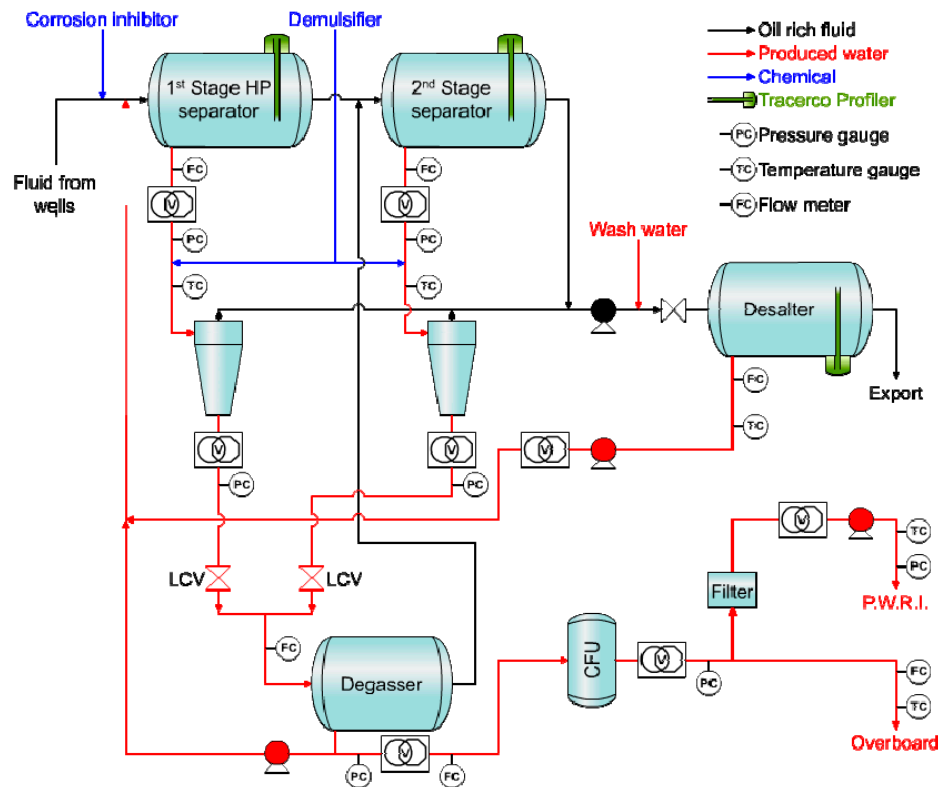 Corrosion inhibitor
Demulsifier
Oil rich fluid
Produced water
Chemical
Tracerco Profiler
PC Pressure gauge
TC Temperature gauge
FC Flow meter
1st Stage HP
separator
2nd Stage
separator
Fluid from
wells
FC
FC
V
V
PC
PC
TC
TC
Wash water
Desalter
Export
FC
TC
V
V
V
PC
PC
LCV
LCV
V
TC
PC
Filter
P.W.R.I.
FC
Degasser
CFU
V
PC
FC
TC
Overboard
V
PC
FC